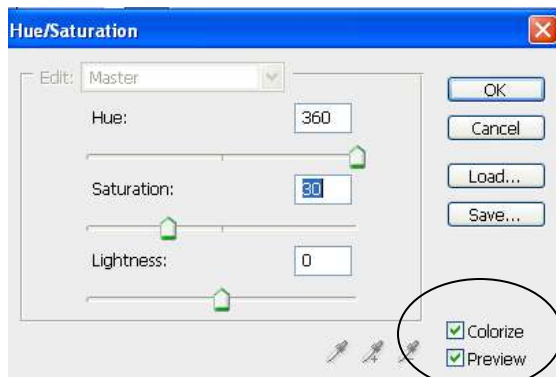 Hue/Saturation
Edit: Master
Hue: 360
Saturation: 30
Lightness: 0
OK
Cancel
Load...
Save...
Colorize
Preview